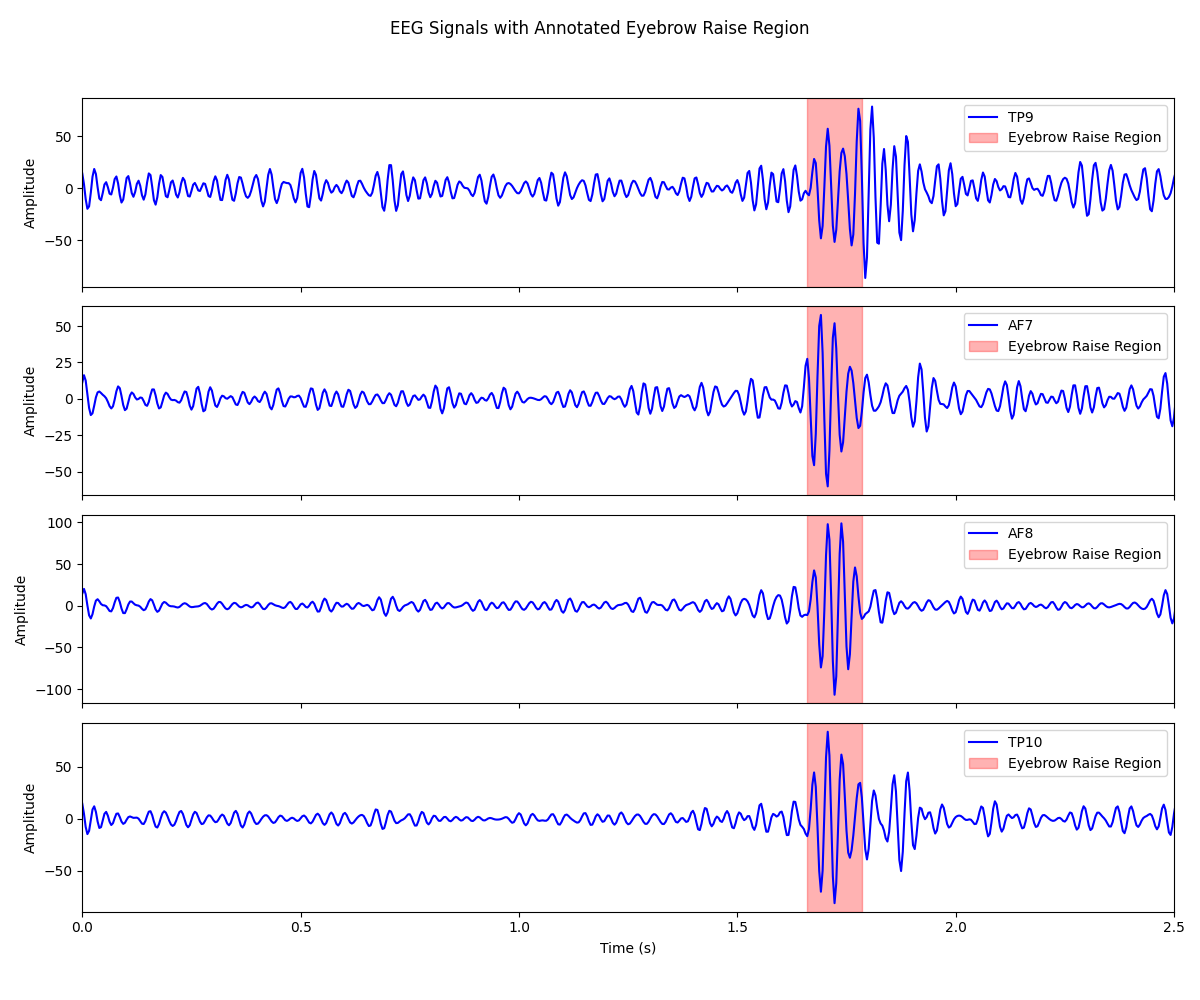 EEG Signals with Annotated Eyebrow Raise Region
50
0
−50
Amplitude
TP9
Eyebrow Raise Region
50
25
0
−25
−50
Amplitude
AF7
Eyebrow Raise Region
100
50
0
−50
−100
Amplitude
AF8
Eyebrow Raise Region
50
0
−50
Amplitude
TP10
Eyebrow Raise Region
0.0 0.5 1.0 1.5 2.0 2.5
Time (s)